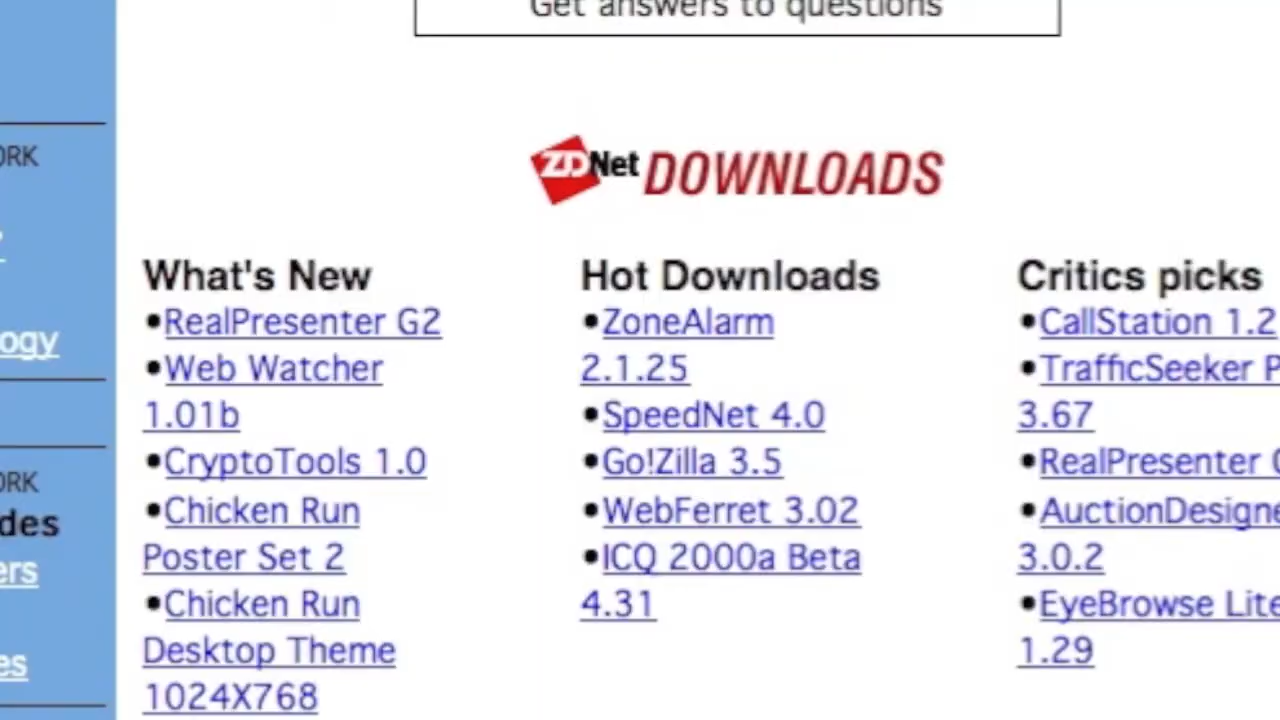 Get answers to questions
ZDNet DOWNLOADS
ORK
ogy
ORK
des
ers
es
What's New
•RealPresenter G2
•Web Watcher
1.01b
•CryptoTools 1.0
•Chicken Run
Poster Set 2
•Chicken Run
Desktop Theme
1024X768
Hot Downloads
•ZoneAlarm
2.1.25
•SpeedNet 4.0
•Go!Zilla 3.5
•WebFerret 3.02
•ICQ 2000a Beta
4.31
Critics picks
•CallStation 1.2
•TrafficSeeker P
3.67
•RealPresenter
•AuctionDesigne
3.0.2
•EyeBrowse Lite
1.29